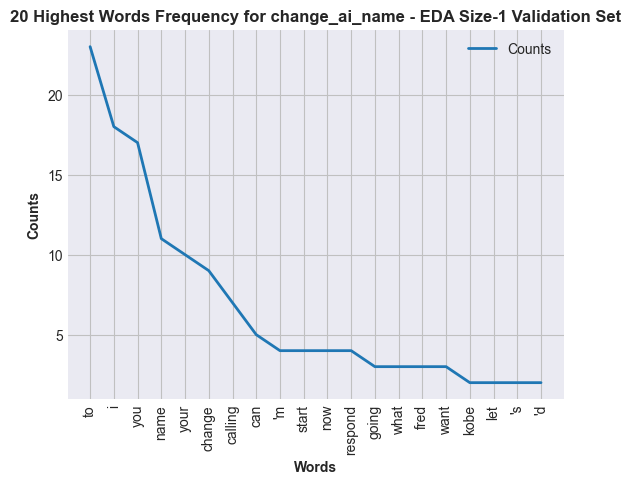 20 Highest Words Frequency for change_ai_name - EDA Size-1 Validation Set
Counts
20
15
10
5
Counts
to
i
you
name
your
change
calling
can
'm
start
now
respond
going
what
fred
want
kobe
let
's
'd
Words